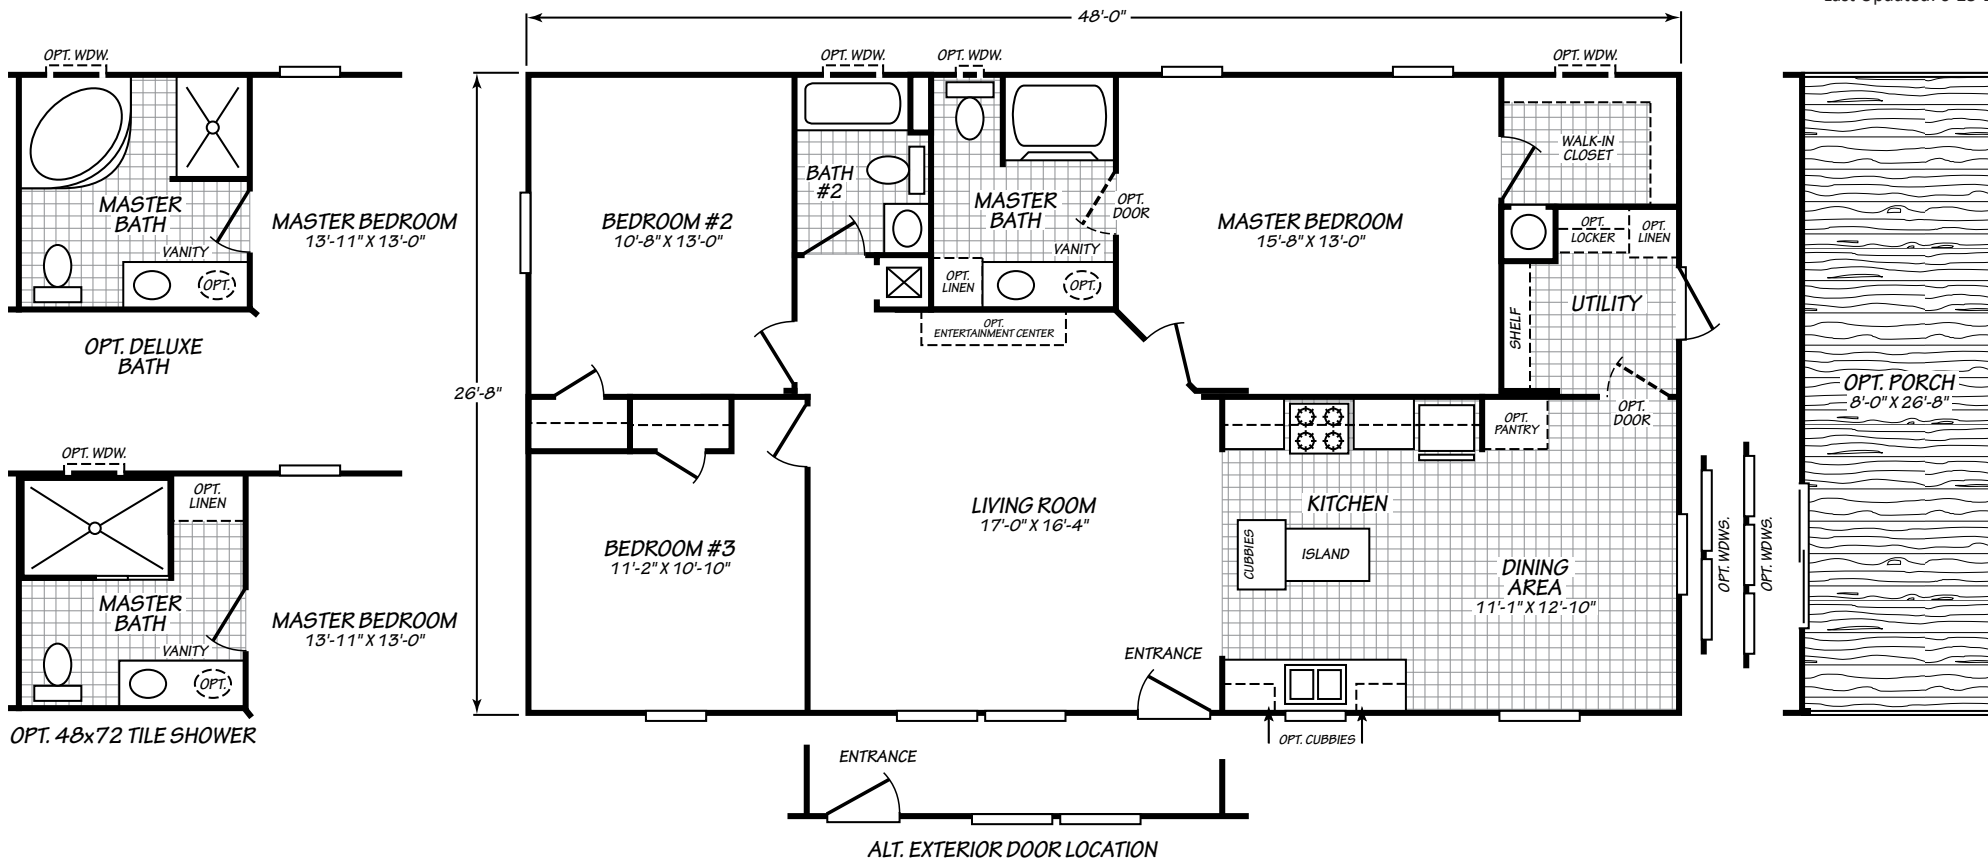 48'-0"
OPT. WDW.
OPT. WDW.
OPT. WDW.
OPT. WDW.
MASTER
BATH
VANITY
OPT.
MASTER BEDROOM
13'-11" X 13'-0"
OPT. DELUXE
BATH
OPT. WDW.
OPT.
LINEN
MASTER
BATH
VANITY
OPT.
MASTER BEDROOM
13'-11" X 13'-0"
OPT. 48x72 TILE SHOWER
26'-8"
BEDROOM #2
10'-8" X 13'-0"
BATH
#2
MASTER
BATH
OPT.
DOOR
VANITY
OPT.
LINEN
OPT.
OPT.
ENTERTAINMENT CENTER
MASTER BEDROOM
15'-8" X 13'-0"
WALK-IN
CLOSET
OPT.
LOCKER
OPT.
LINEN
UTILITY
SHELF
OPT.
DOOR
OPT.
PANTRY
BEDROOM #3
11'-2" X 10'-10"
LIVING ROOM
17'-0" X 16'-4"
KITCHEN
CUBBIES
ISLAND
DINING
AREA
11'-1" X 12'-10"
ENTRANCE
OPT. CUBBIES
OPT. WDWS.
OPT. WDWS.
OPT. PORCH
8'-0" X 26'-8"
ENTRANCE
ALT. EXTERIOR DOOR LOCATION